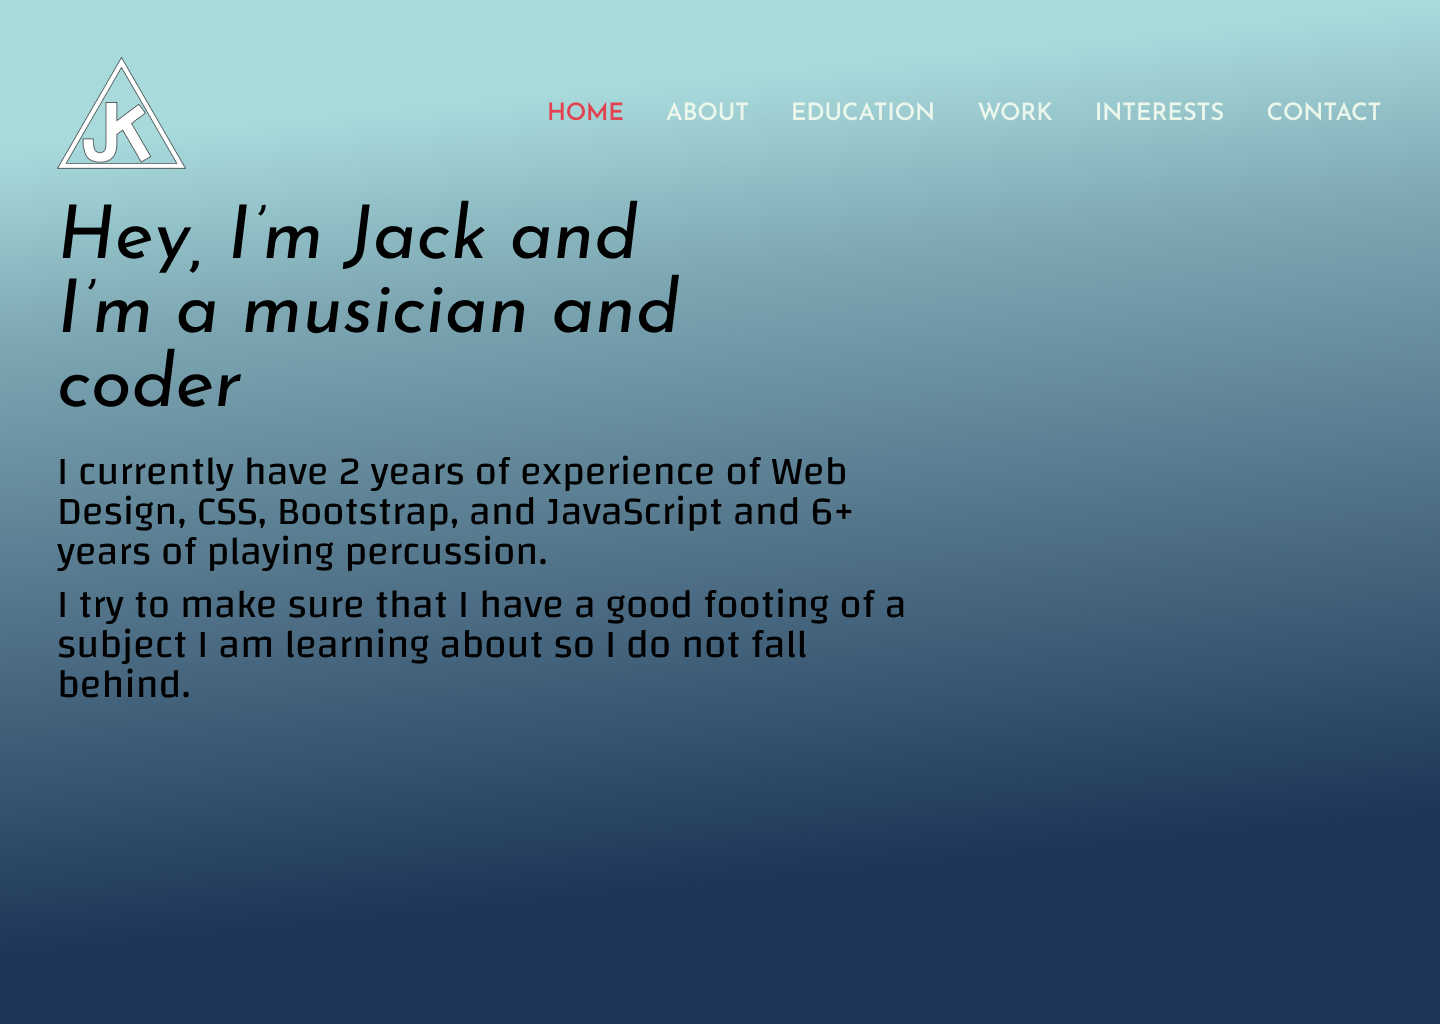 JK
HOME ABOUT EDUCATION WORK INTERESTS CONTACT
Hey, I'm Jack and
I'm a musician and
coder
I currently have 2 years of experience of Web
Design, CSS, Bootstrap, and JavaScript and 6+
years of playing percussion.
I try to make sure that I have a good footing of a
subject I am learning about so I do not fall
behind.